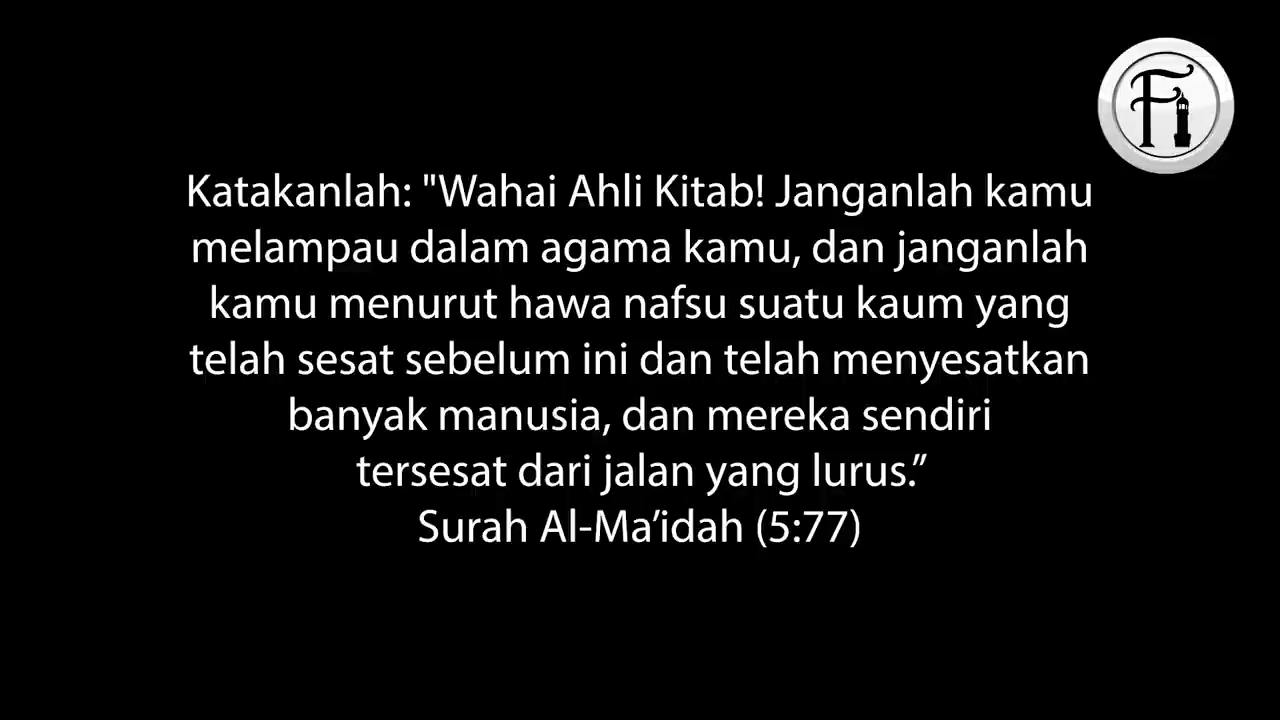 Fi
Katakanlah: "Wahai Ahli Kitab! Janganlah kamu
melampau dalam agama kamu, dan janganlah
kamu menurut hawa nafsu suatu kaum yang
telah sesat sebelum ini dan telah menyesatkan
banyak manusia, dan mereka sendiri
tersesat dari jalan yang lurus.”
Surah Al-Ma’idah (5:77)